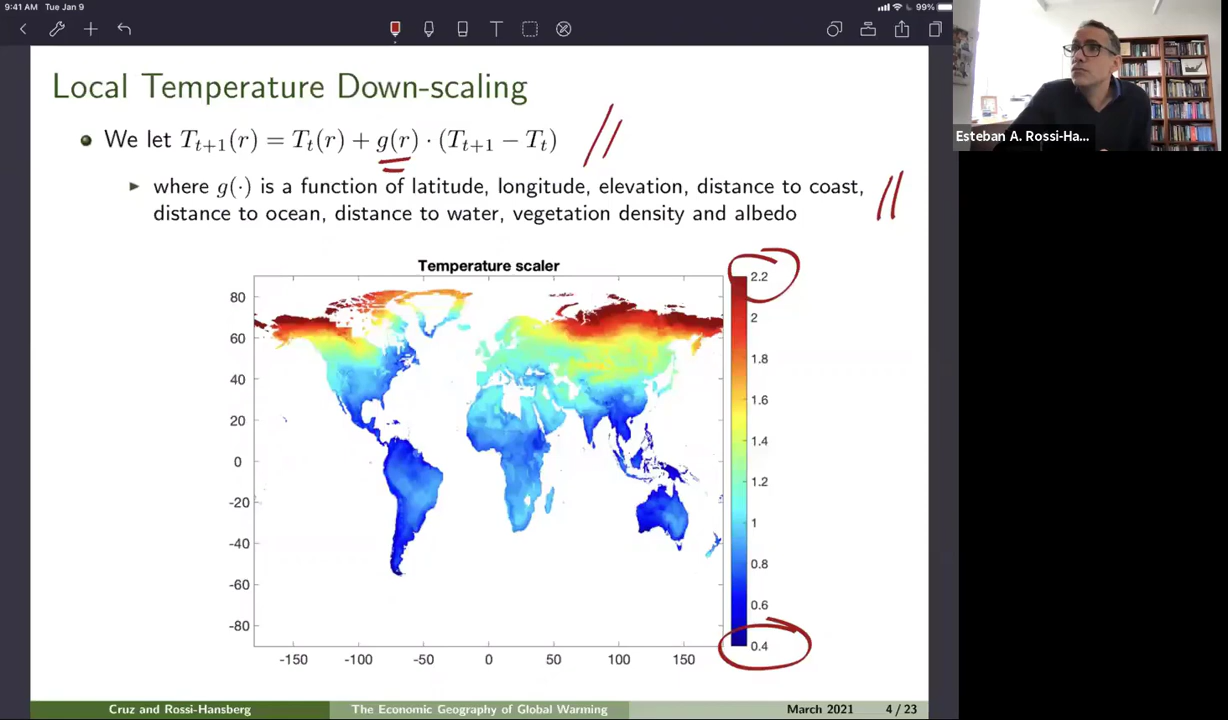 9:41 AM Tue Jan 9
99%
Local Temperature Down-scaling
We let T_{t+1}(r) = T_t(r) + g(r) · (T_{t+1} − T_t)
where g(·) is a function of latitude, longitude, elevation, distance to coast,
distance to ocean, distance to water, vegetation density and albedo
Temperature scaler
80
60
40
20
0
-20
-40
-60
-80
-150 -100 -50 0 50 100 150
2.2
2
1.8
1.6
1.4
1.2
1
0.8
0.6
0.4
Cruz and Rossi-Hansberg The Economic Geography of Global Warming March 2021 4 / 23
Esteban A. Rossi-Hans...